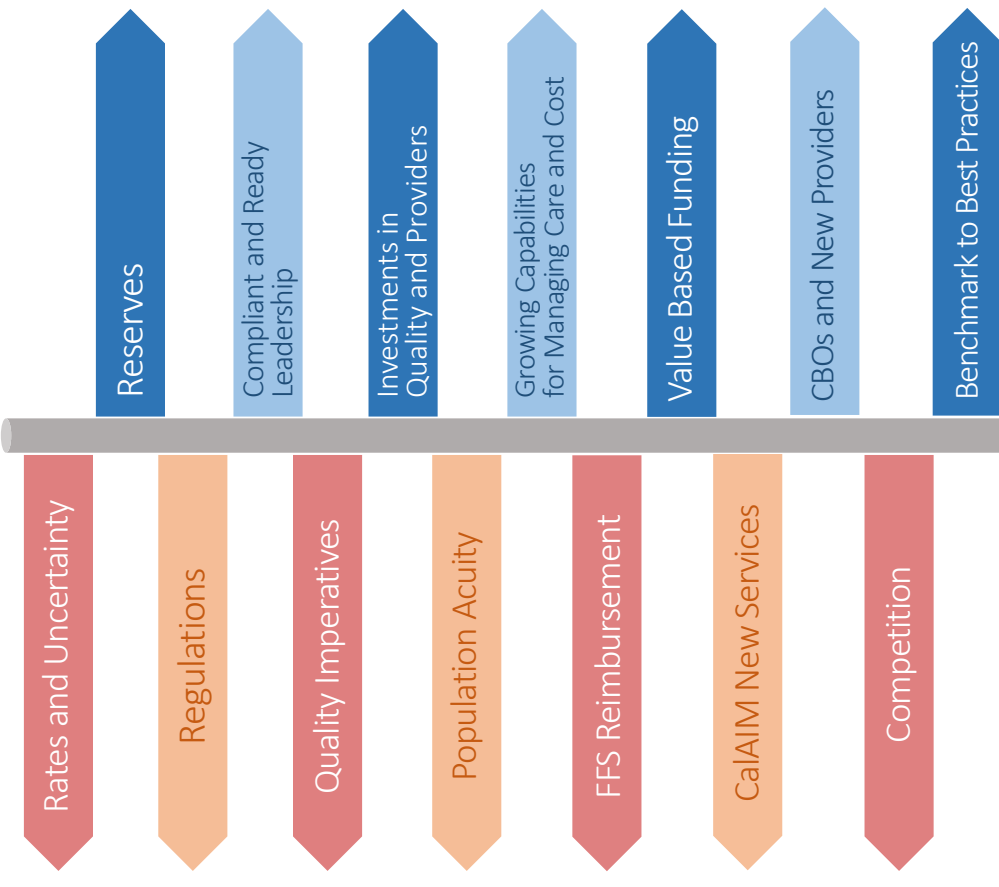 Reserves
Compliant and Ready
Leadership
Investments in
Quality and Providers
Growing Capabilities
for Managing Care and Cost
Value Based Funding
CBOs and New Providers
Benchmark to Best Practices
Rates and Uncertainty
Regulations
Quality Imperatives
Population Acuity
FFS Reimbursement
CalAIM New Services
Competition